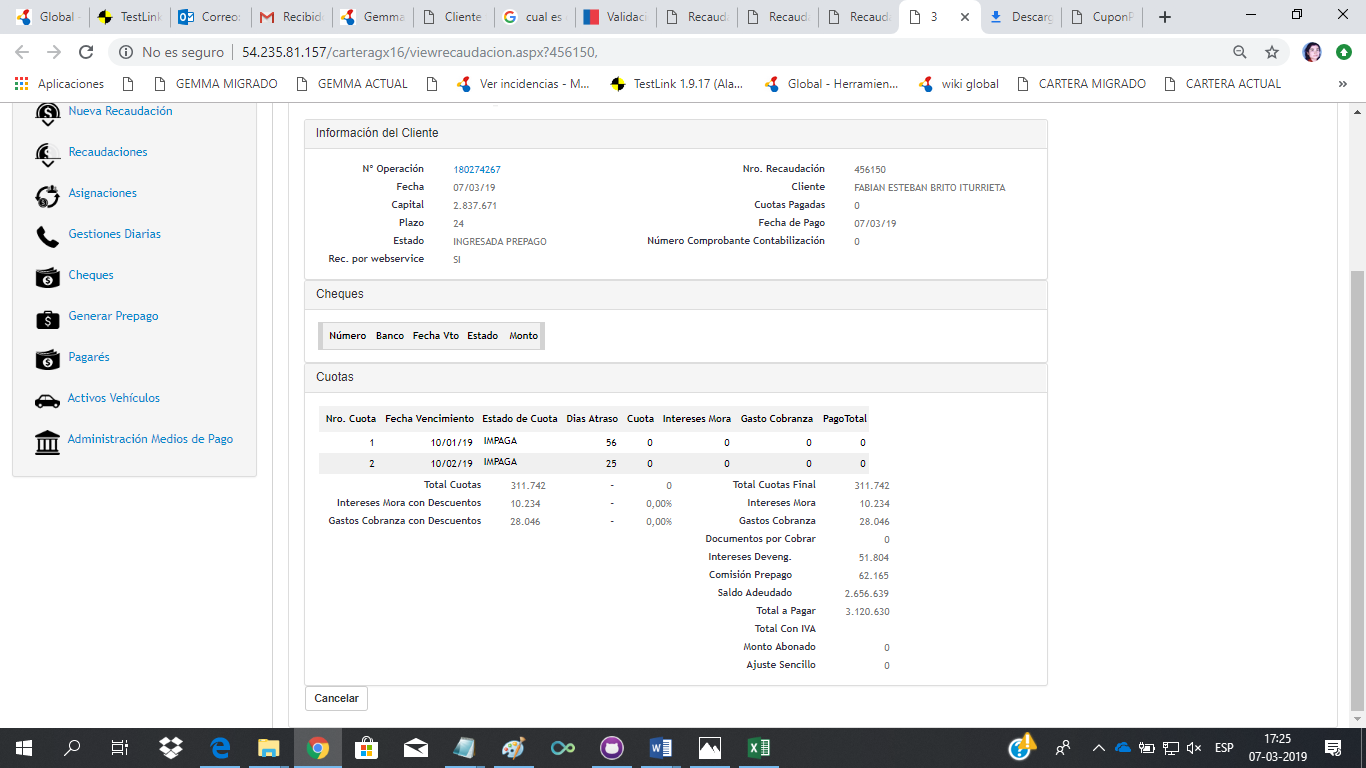 Global
TestLink
Correo:
Recibid
Gemma
Cliente
cual es
Validac
Recaud
Recaud
Recaud
3
Descarg
CuponP
No es seguro
54.235.81.157/carteragx16/viewrecaudacion.aspx?456150,
Aplicaciones
GEMMA MIGRADO
GEMMA ACTUAL
Ver incidencias - M...
TestLink 1.9.17 (Ala...
Global - Herramien...
wiki global
CARTERA MIGRADO
CARTERA ACTUAL
»
Nueva Recaudación
Recaudaciones
Asignaciones
Gestiones Diarias
Cheques
Generar Prepago
Pagarés
Activos Vehículos
Administración Medios de Pago
Información del Cliente
N° Operación 180274267 Nro. Recaudación 456150
Fecha 07/03/19 Cliente FABIAN ESTEBAN BRITO ITURRIETA
Capital 2.837.671 Cuotas Pagadas 0
Plazo 24 Fecha de Pago 07/03/19
Estado INGRESADA PREPAGO Número Comprobante Contabilización 0
Rec. por webservice SI
Cheques
Número Banco Fecha Vto Estado Monto
Cuotas
Nro. Cuota Fecha Vencimiento Estado de Cuota Dias Atraso Cuota Intereses Mora Gasto Cobranza PagoTotal
1 10/01/19 IMPAGA 56 0 0 0 0
2 10/02/19 IMPAGA 25 0 0 0 0
Total Cuotas 311.742 - 0 Total Cuotas Final 311.742
Intereses Mora con Descuentos 10.234 - 0,00% Intereses Mora 10.234
Gastos Cobranza con Descuentos 28.046 - 0,00% Gastos Cobranza 28.046
Documentos por Cobrar 0
Intereses Deveng. 51.804
Comisión Prepago 62.165
Saldo Adeudado 2.656.639
Total a Pagar 3.120.630
Total Con IVA
Monto Abonado 0
Ajuste Sencillo 0
Cancelar
ESP
17:25
07-03-2019